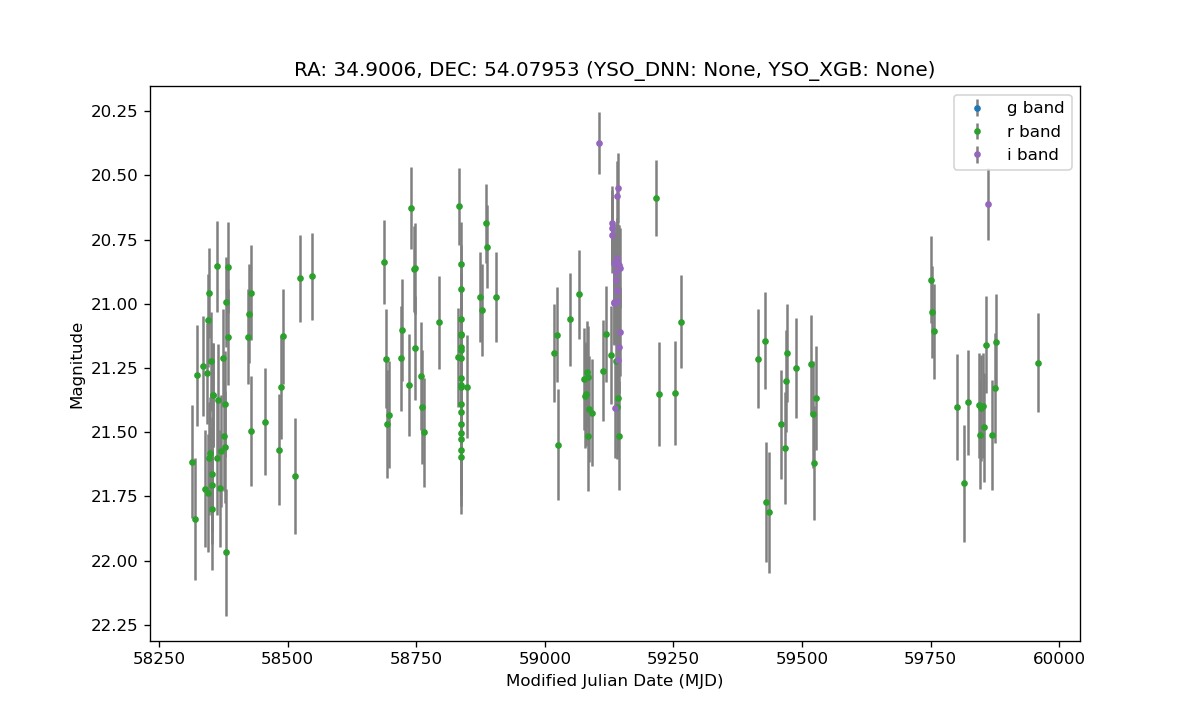 RA: 34.9006, DEC: 54.07953 (YSO_DNN: None, YSO_XGB: None)
g band
r band
i band
20.25
20.50
20.75
21.00
21.25
21.50
21.75
22.00
22.25
Magnitude
58250 58500 58750 59000 59250 59500 59750 60000
Modified Julian Date (MJD)